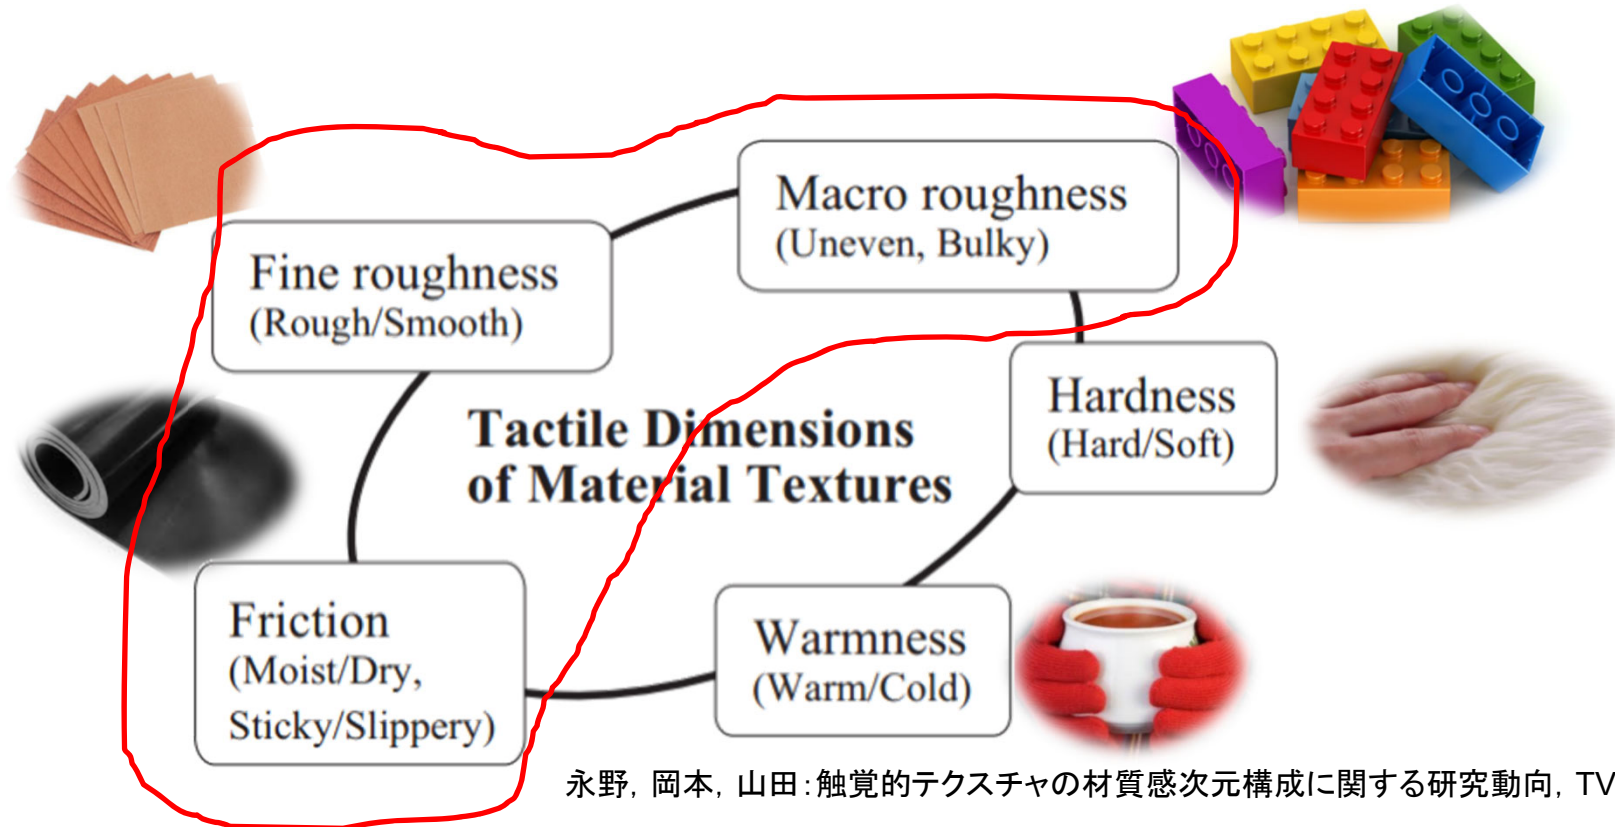 Macro roughness
(Uneven, Bulky)
Fine roughness
(Rough/Smooth)
Hardness
(Hard/Soft)
Tactile Dimensions
of Material Textures
Friction
(Moist/Dry,
Sticky/Slippery)
Warmness
(Warm/Cold)
永野, 岡本, 山田：触覚的テクスチャの材質感次元構成に関する研究動向, TV